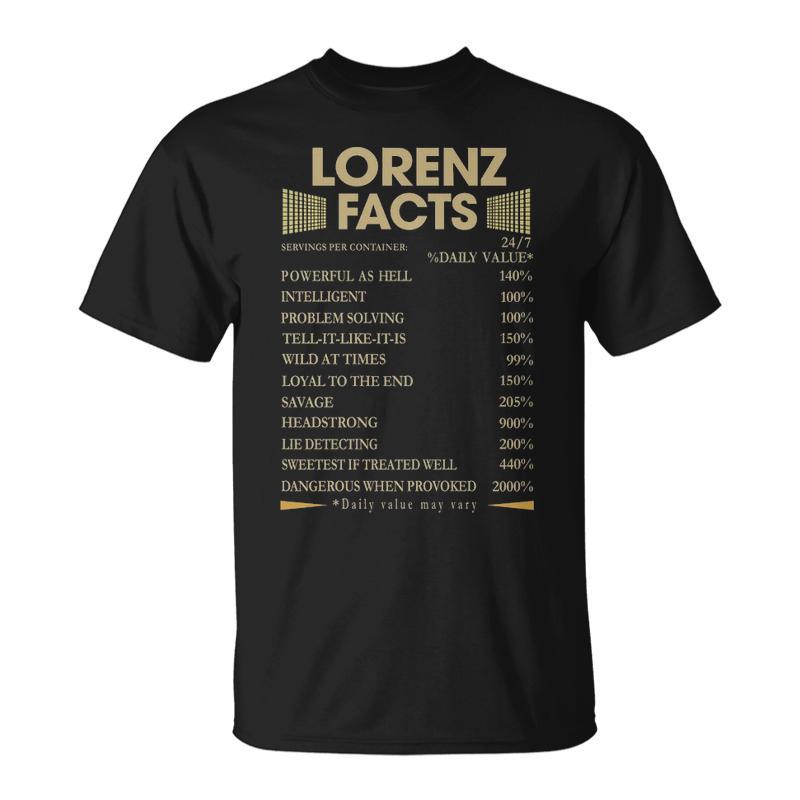 LORENZ
FACTS
SERVINGS PER CONTAINER: 24/7
%DAILY VALUE*
POWERFUL AS HELL 140%
INTELLIGENT 100%
PROBLEM SOLVING 100%
TELL-IT-LIKE-IT-IS 150%
WILD AT TIMES 99%
LOYAL TO THE END 150%
SAVAGE 205%
HEADSTRONG 900%
LIE DETECTING 200%
SWEETEST IF TREATED WELL 440%
DANGEROUS WHEN PROVOKED 2000%
*Daily value may vary